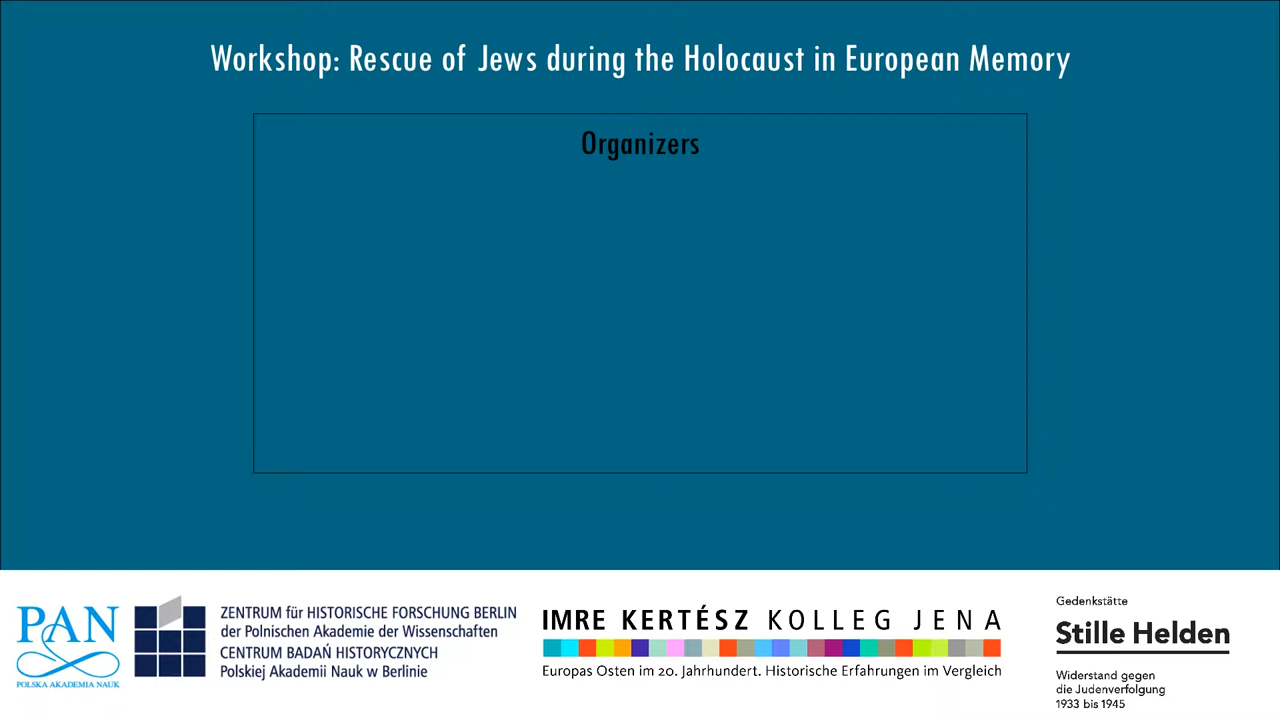 Workshop: Rescue of Jews during the Holocaust in European Memory
Organizers
PAN
POLSKA AKADEMIA NAUK
ZENTRUM für HISTORISCHE FORSCHUNG BERLIN
der Polnischen Akademie der Wissenschaften
CENTRUM BADAŃ HISTORYCZNYCH
Polskiej Akademii Nauk w Berlinie
IMRE KERTÉSZ KOLLEG JENA
Europas Osten im 20. Jahrhundert. Historische Erfahrungen im Vergleich
Gedenkstätte
Stille Helden
Widerstand gegen
die Judenverfolgung
1933 bis 1945